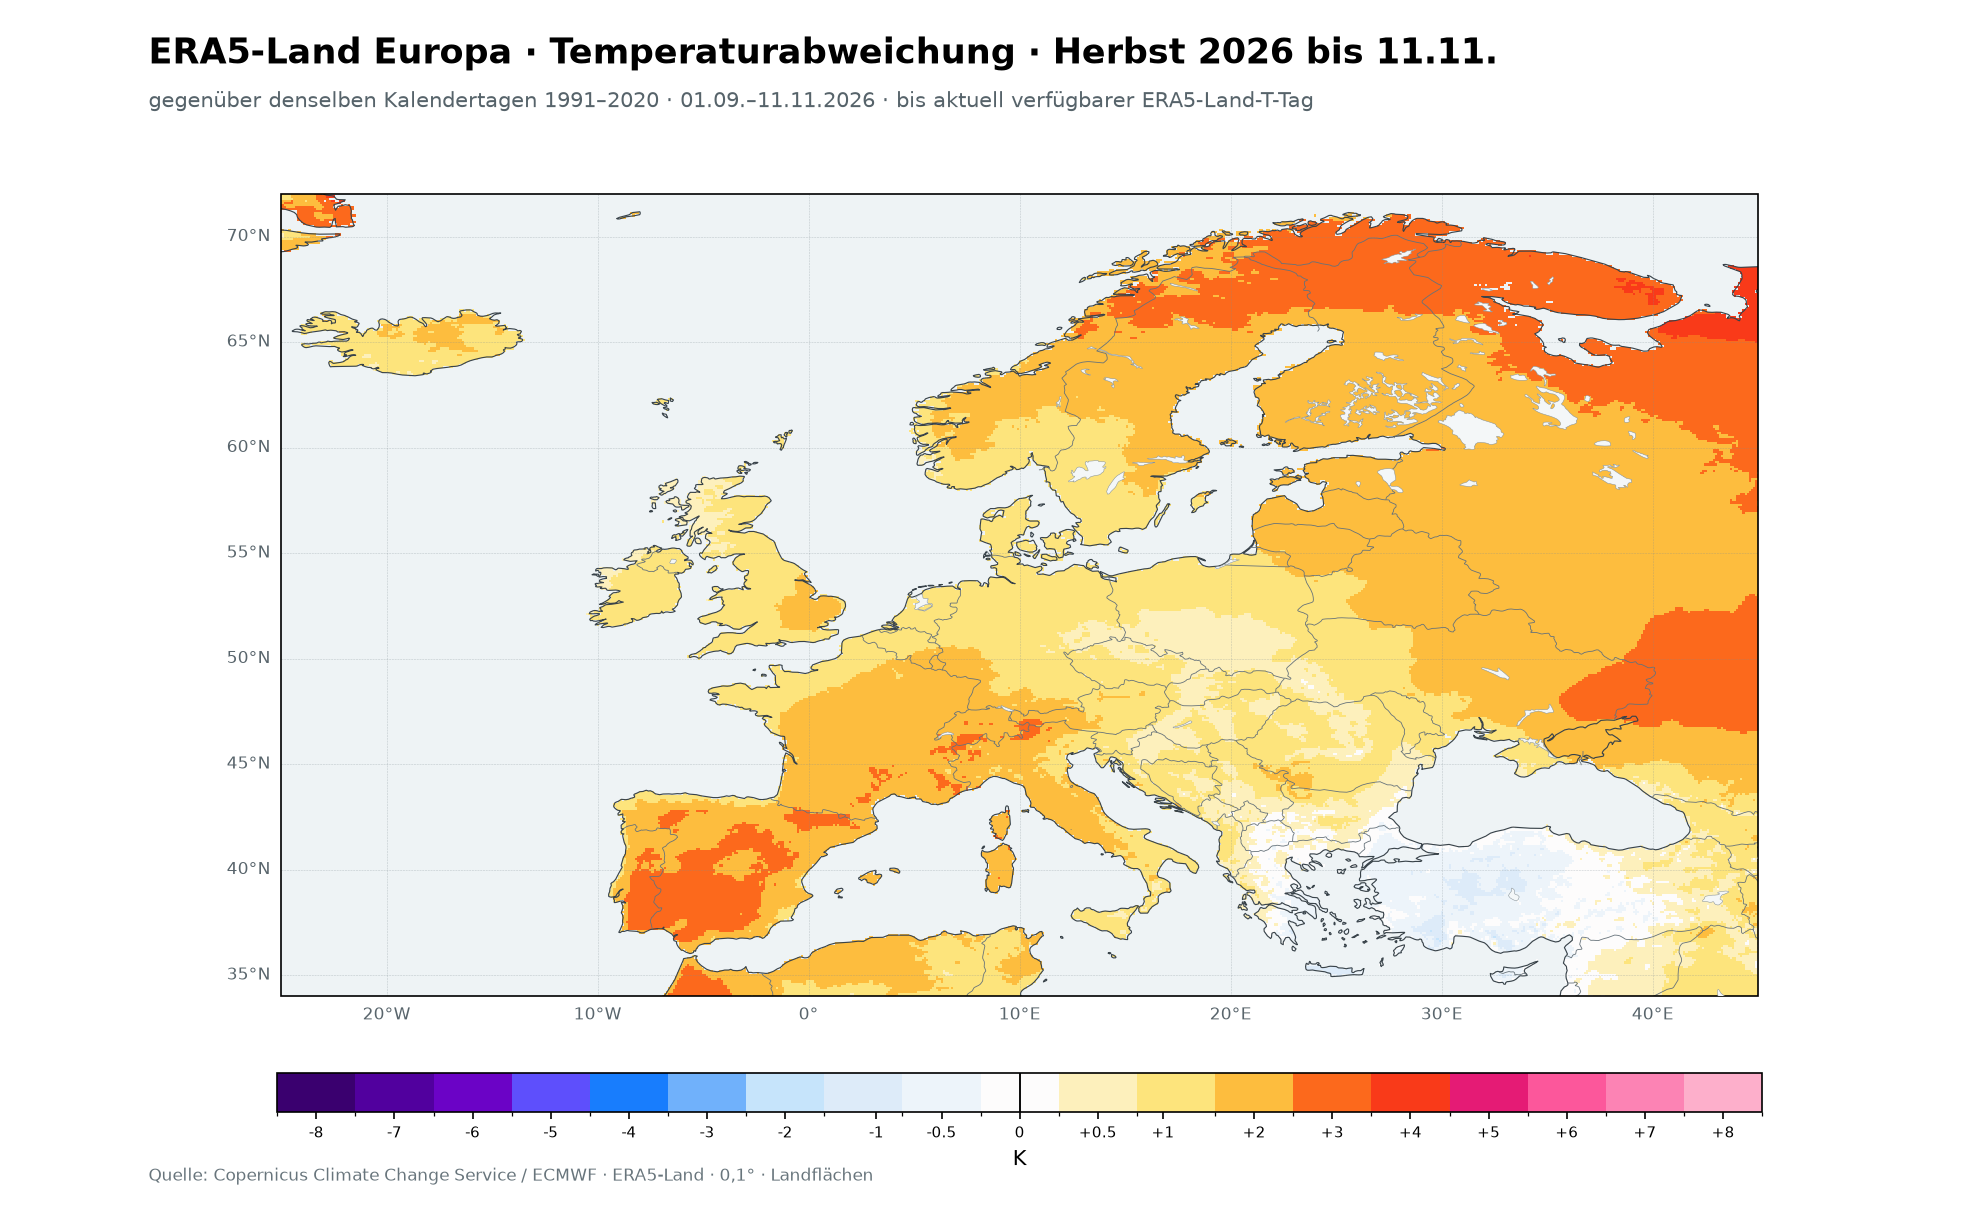 ERA5-Land Europa · Temperaturabweichung · Herbst 2026 bis 11.11.
gegenüber denselben Kalendertagen 1991–2020 · 01.09.–11.11.2026 · bis aktuell verfügbarer ERA5-Land-T-Tag
70°N
65°N
60°N
55°N
50°N
45°N
40°N
35°N
20°W 10°W 0° 10°E 20°E 30°E 40°E
-8 -7 -6 -5 -4 -3 -2 -1 -0.5 0 +0.5 +1 +2 +3 +4 +5 +6 +7 +8
K
Quelle: Copernicus Climate Change Service / ECMWF · ERA5-Land · 0,1° · Landflächen